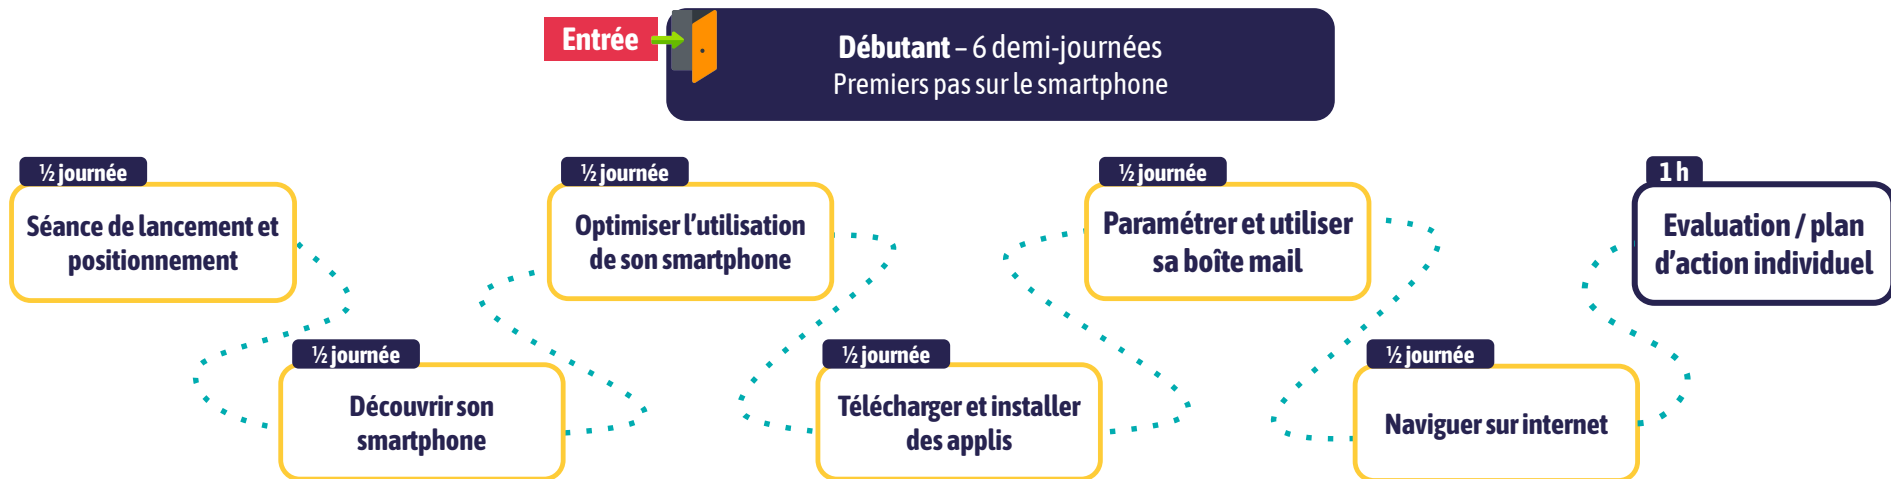 Entrée
Débutant – 6 demi-journées
Premiers pas sur le smartphone
½ journée
Séance de lancement et
positionnement
½ journée
Découvrir son
smartphone
½ journée
Optimiser l’utilisation
de son smartphone
½ journée
Télécharger et installer
des applis
½ journée
Paramétrer et utiliser
sa boîte mail
½ journée
Naviguer sur internet
1 h
Evaluation / plan
d’action individuel